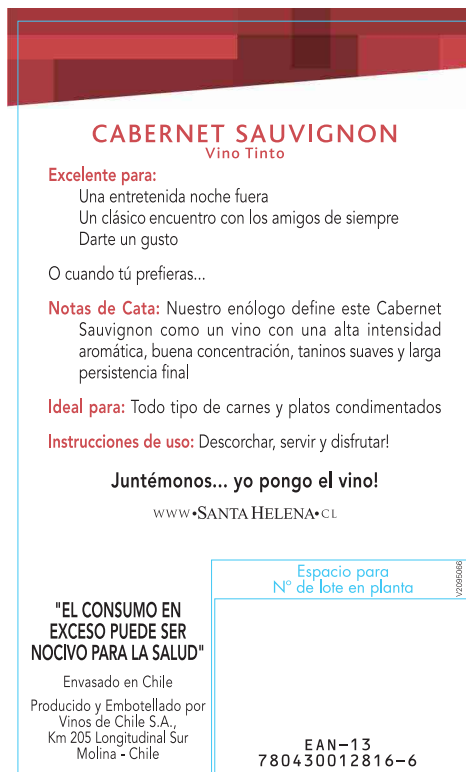 CABERNET SAUVIGNON
Vino Tinto
Excelente para:
Una entretenida noche fuera
Un clásico encuentro con los amigos de siempre
Darte un gusto
O cuando tú prefieras...
Notas de Cata: Nuestro enólogo define este Cabernet
Sauvignon como un vino con una alta intensidad
aromática, buena concentración, taninos suaves y larga
persistencia final
Ideal para: Todo tipo de carnes y platos condimentados
Instrucciones de uso: Descorchar, servir y disfrutar!
Juntémonos... yo pongo el vino!
WWW•SANTA HELENA•CL
Espacio para
N° de lote en planta
V2095066
"EL CONSUMO EN
EXCESO PUEDE SER
NOCIVO PARA LA SALUD"
Envasado en Chile
Producido y Embotellado por
Vinos de Chile S.A.,
Km 205 Longitudinal Sur
Molina - Chile
EAN-13
780430012816-6